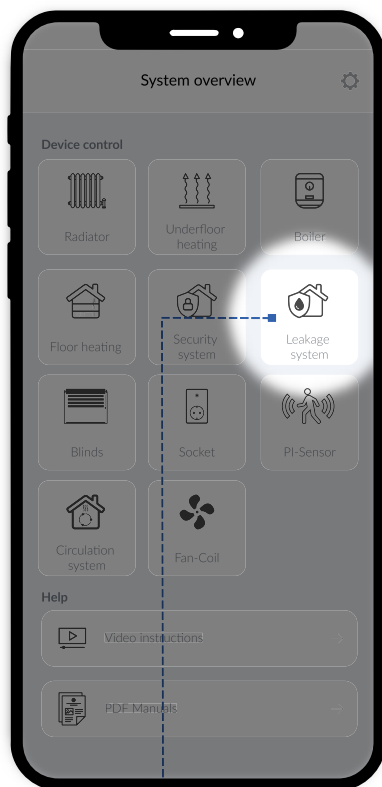 System overview
Device control
Radiator
Underfloor
heating
Boiler
Floor heating
Security
system
Leakage
system
Blinds
Socket
PI-Sensor
Circulation
system
Fan-Coil
Help
Video instructions
PDF Manuals